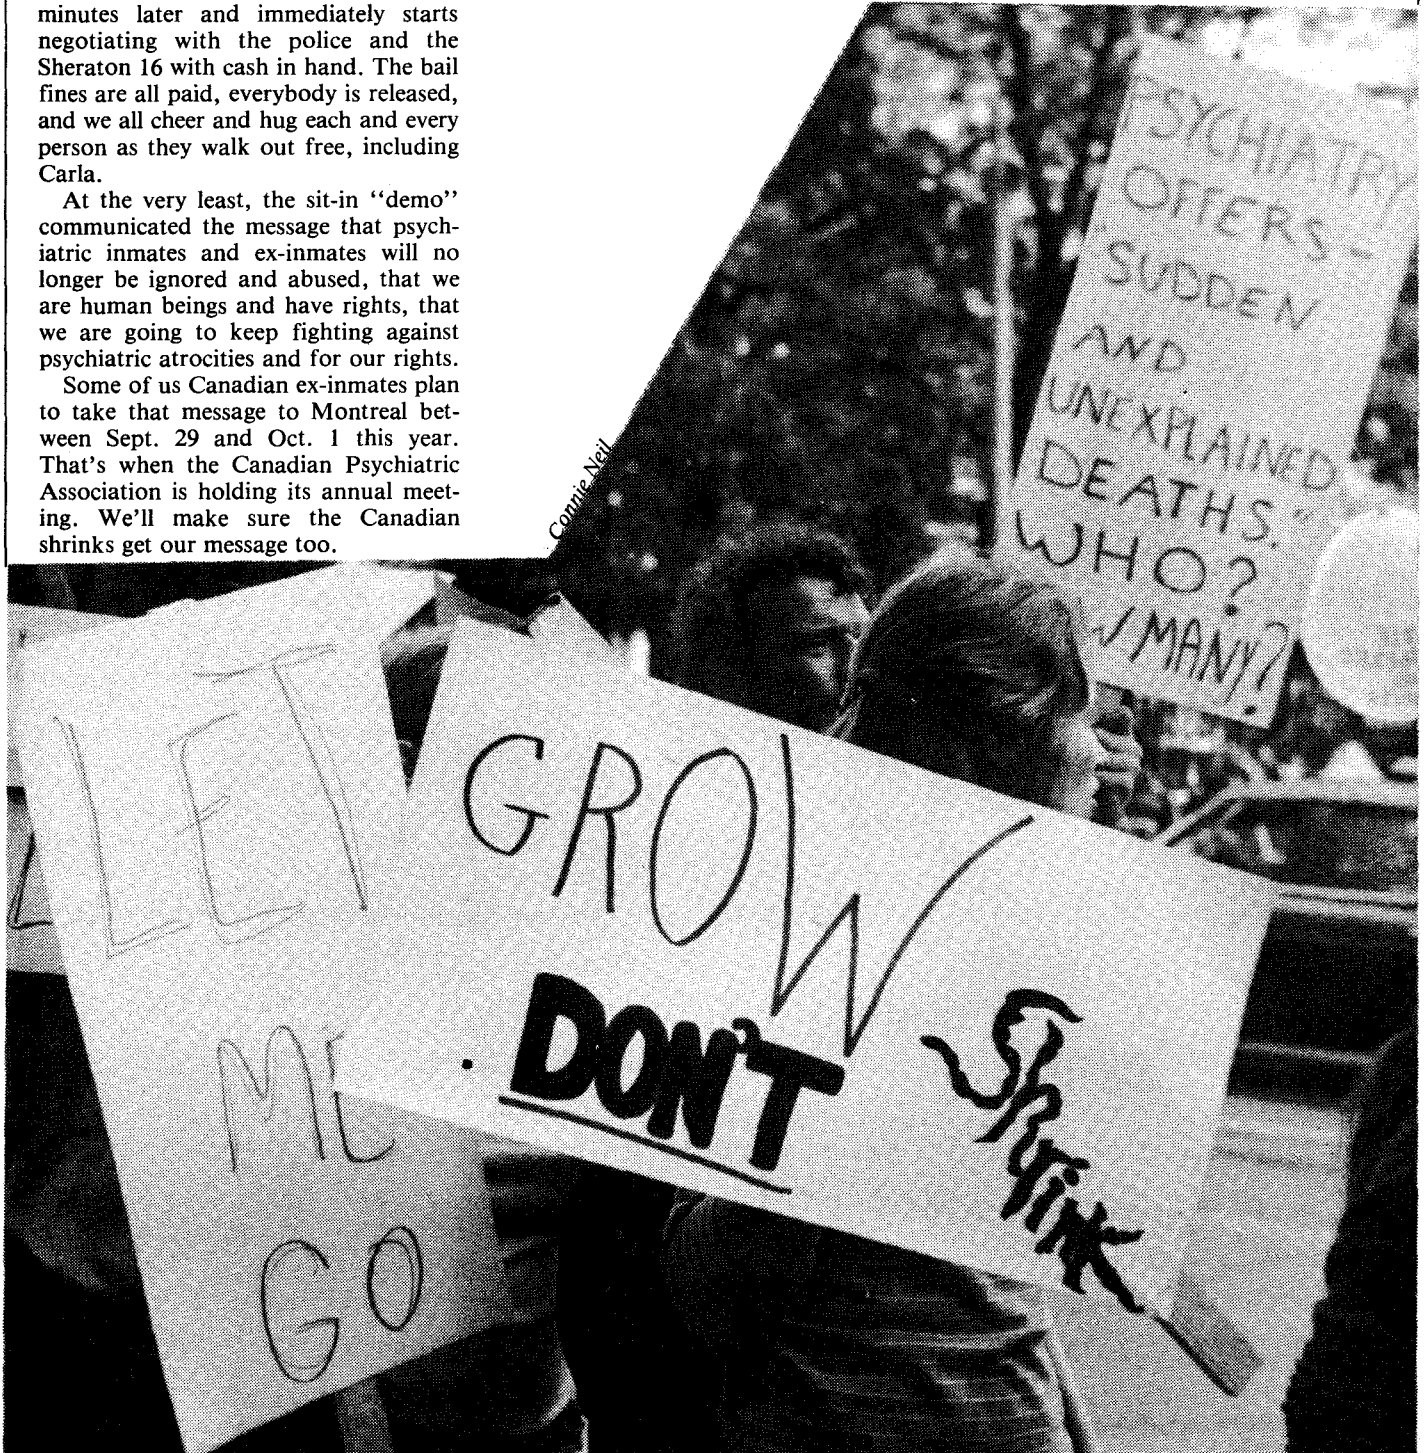 minutes later and immediately starts
negotiating with the police and the
Sheraton 16 with cash in hand. The bail
fines are all paid, everybody is released,
and we all cheer and hug each and every
person as they walk out free, including
Carla.
At the very least, the sit-in “demo”
communicated the message that psych-
iatric inmates and ex-inmates will no
longer be ignored and abused, that we
are human beings and have rights, that
we are going to keep fighting against
psychiatric atrocities and for our rights.
Some of us Canadian ex-inmates plan
to take that message to Montreal bet-
ween Sept. 29 and Oct. 1 this year.
That’s when the Canadian Psychiatric
Association is holding its annual meet-
ing. We’ll make sure the Canadian
shrinks get our message too.
Connie Neil
PSYCHIATRY
OFFERS -
SUDDEN
AND
UNEXPLAINED
DEATHS."
WHO?
MANY?
LET
ME
GO
GROW
DON'T
Shrink